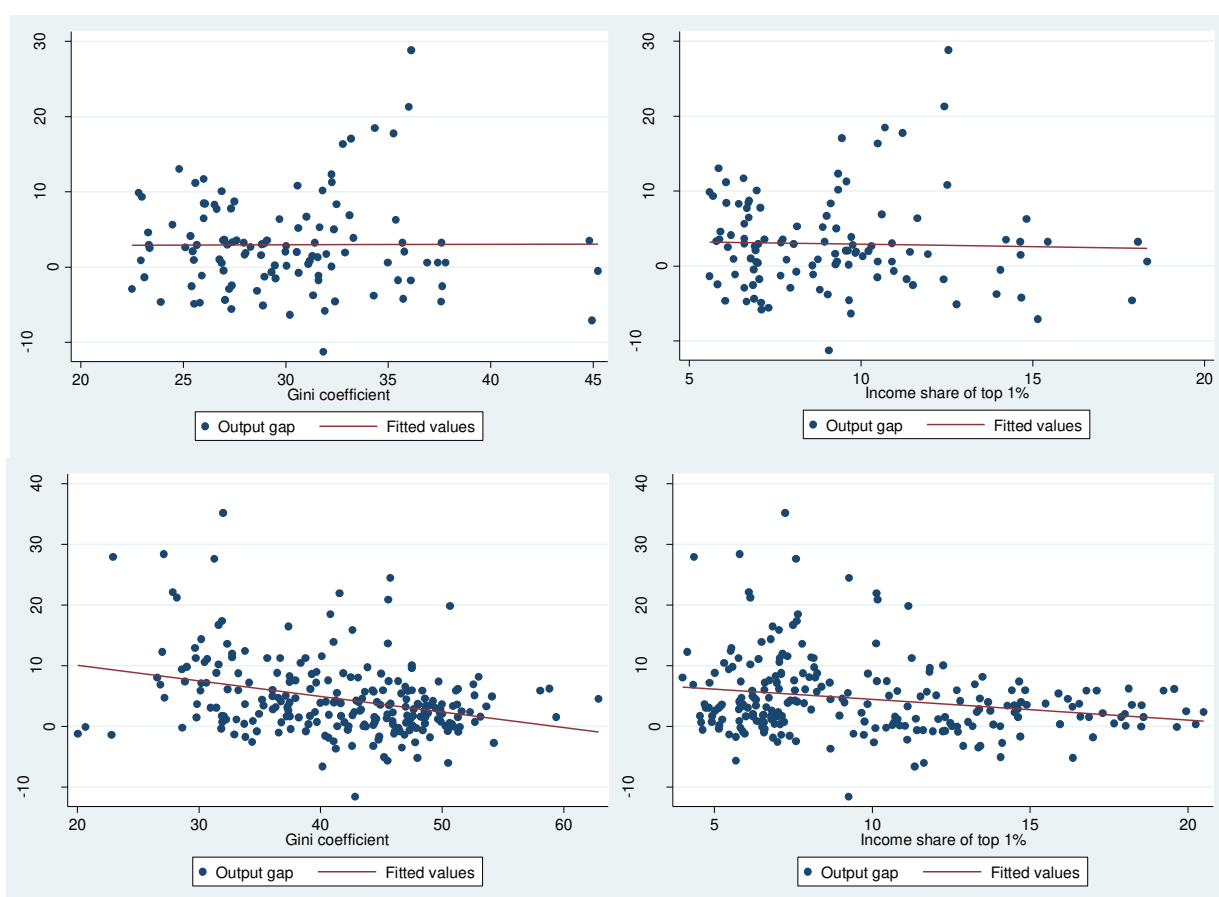 30
20
10
0
-10
20 25 30 35 40 45
Gini coefficient
Output gap Fitted values
30
20
10
0
-10
5 10 15 20
Income share of top 1%
Output gap Fitted values
40
30
20
10
0
-10
20 30 40 50 60
Gini coefficient
Output gap Fitted values
40
30
20
10
0
-10
5 10 15 20
Income share of top 1%
Output gap Fitted values